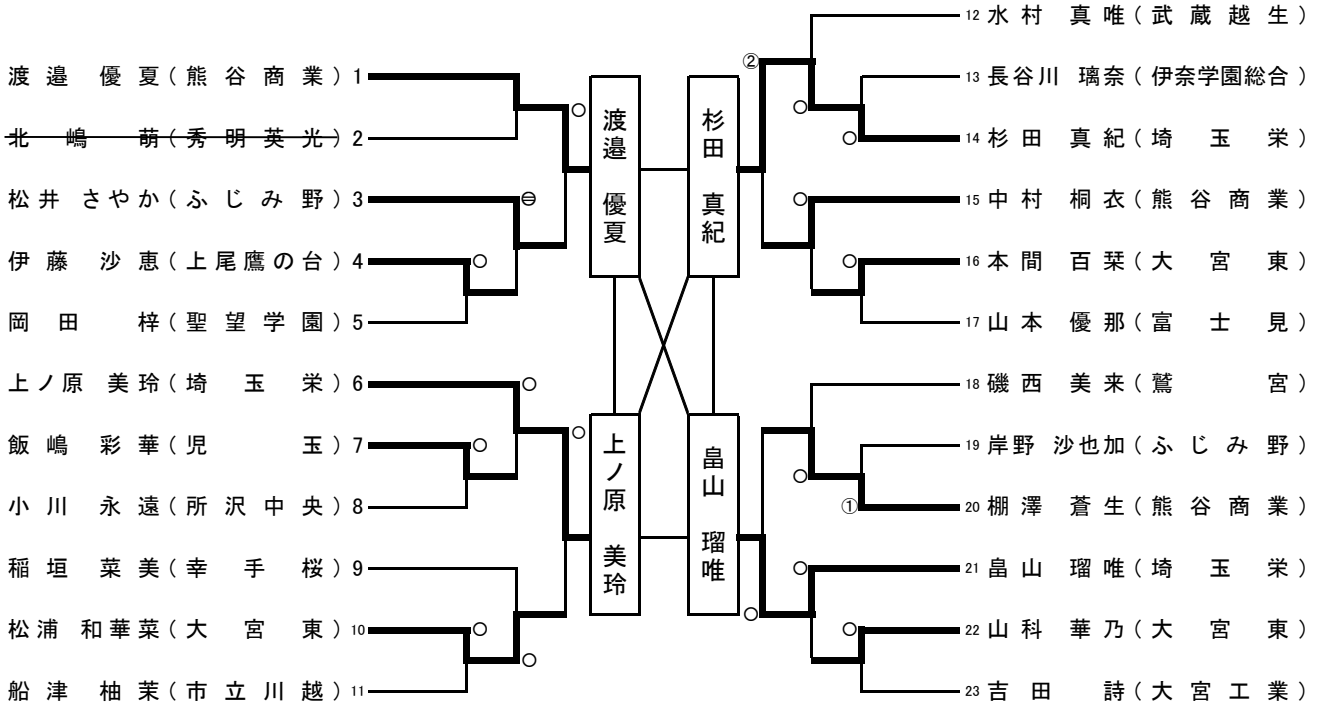 渡邉 優夏(熊谷商業) 1
北嶋 萌(秀明英光) 2
松井 さやか(ふじみ野) 3
伊藤 沙恵(上尾鷹の台) 4
岡田 梓(聖望学園) 5
上ノ原 美玲(埼玉栄) 6
飯嶋 彩華(児玉) 7
小川 永遠(所沢中央) 8
稲垣 菜美(幸手桜) 9
松浦 和華菜(大宮東) 10
船津 柚茉(市立川越) 11
渡邉 優夏
上ノ原 美玲
杉田 真紀
畠山 瑠唯
②
①
12 水村 真唯(武蔵越生)
13 長谷川 璃奈(伊奈学園総合)
14 杉田 真紀(埼玉栄)
15 中村 桐衣(熊谷商業)
16 本間 百栞(大宮東)
17 山本 優那(富士見)
18 磯西 美来(鷲宮)
19 岸野 沙也加(ふじみ野)
20 棚澤 蒼生(熊谷商業)
21 畠山 瑠唯(埼玉栄)
22 山科 華乃(大宮東)
23 吉田 詩(大宮工業)